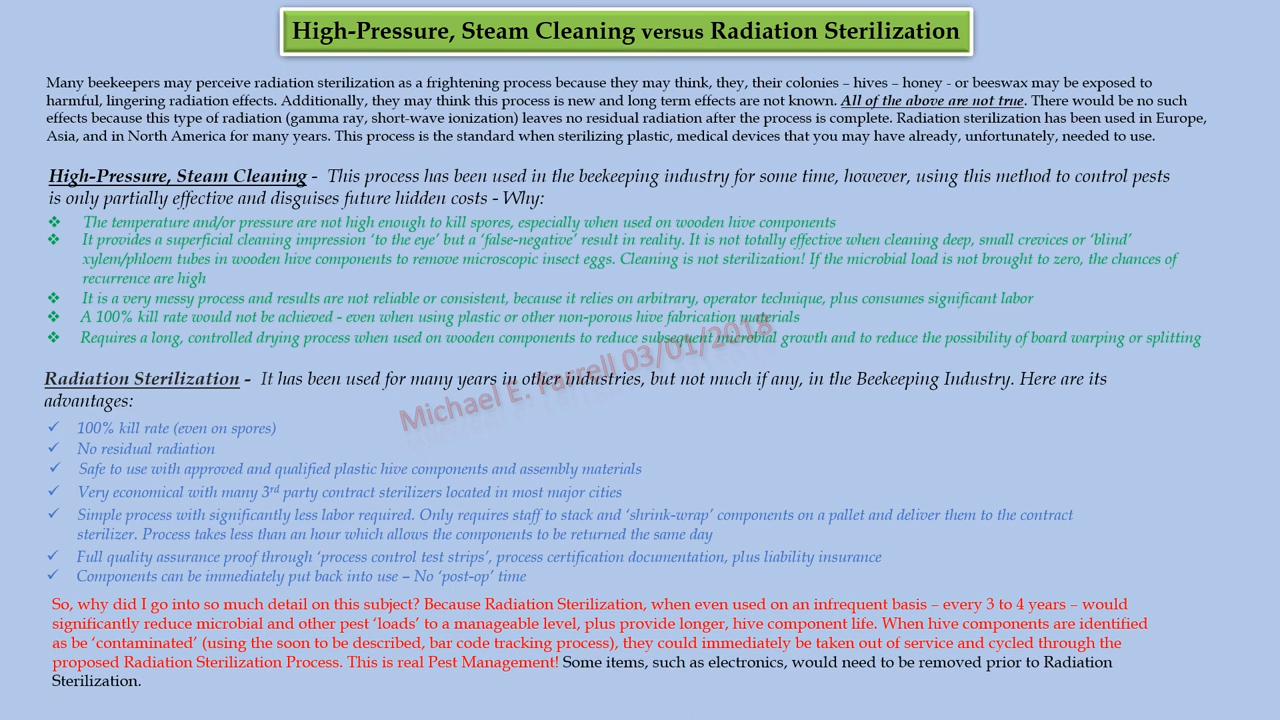 High-Pressure, Steam Cleaning versus Radiation Sterilization
Many beekeepers may perceive radiation sterilization as a frightening process because they may think, they, their colonies – hives – honey - or beeswax may be exposed to
harmful, lingering radiation effects. Additionally, they may think this process is new and long term effects are not known. All of the above are not true. There would be no such
effects because this type of radiation (gamma ray, short-wave ionization) leaves no residual radiation after the process is complete. Radiation sterilization has been used in Europe,
Asia, and in North America for many years. This process is the standard when sterilizing plastic, medical devices that you may have already, unfortunately, needed to use.
High-Pressure, Steam Cleaning - This process has been used in the beekeeping industry for some time, however, using this method to control pests
is only partially effective and disguises future hidden costs - Why:
❖ The temperature and/or pressure are not high enough to kill spores, especially when used on wooden hive components
❖ It provides a superficial cleaning impression ‘to the eye’ but a ‘false-negative’ result in reality. It is not totally effective when cleaning deep, small crevices or ‘blind’
xylem/phloem tubes in wooden hive components to remove microscopic insect eggs. Cleaning is not sterilization! If the microbial load is not brought to zero, the chances of
recurrence are high
❖ It is a very messy process and results are not reliable or consistent, because it relies on arbitrary, operator technique, plus consumes significant labor
❖ A 100% kill rate would not be achieved - even when using plastic or other non-porous hive fabrication materials
❖ Requires a long, controlled drying process when used on wooden components to reduce subsequent microbial growth and to reduce the possibility of board warping or splitting
Michael E. Farrell 03/01/2018
Radiation Sterilization - It has been used for many years in other industries, but not much if any, in the Beekeeping Industry. Here are its
advantages:
✓ 100% kill rate (even on spores)
✓ No residual radiation
✓ Safe to use with approved and qualified plastic hive components and assembly materials
✓ Very economical with many 3rd party contract sterilizers located in most major cities
✓ Simple process with significantly less labor required. Only requires staff to stack and ‘shrink-wrap’ components on a pallet and deliver them to the contract
sterilizer. Process takes less than an hour which allows the components to be returned the same day
✓ Full quality assurance proof through ‘process control test strips’, process certification documentation, plus liability insurance
✓ Components can be immediately put back into use – No ‘post-op’ time
So, why did I go into so much detail on this subject? Because Radiation Sterilization, when even used on an infrequent basis – every 3 to 4 years – would
significantly reduce microbial and other pest ‘loads’ to a manageable level, plus provide longer, hive component life. When hive components are identified
as be ‘contaminated’ (using the soon to be described, bar code tracking process), they could immediately be taken out of service and cycled through the
proposed Radiation Sterilization Process. This is real Pest Management! Some items, such as electronics, would need to be removed prior to Radiation
Sterilization.